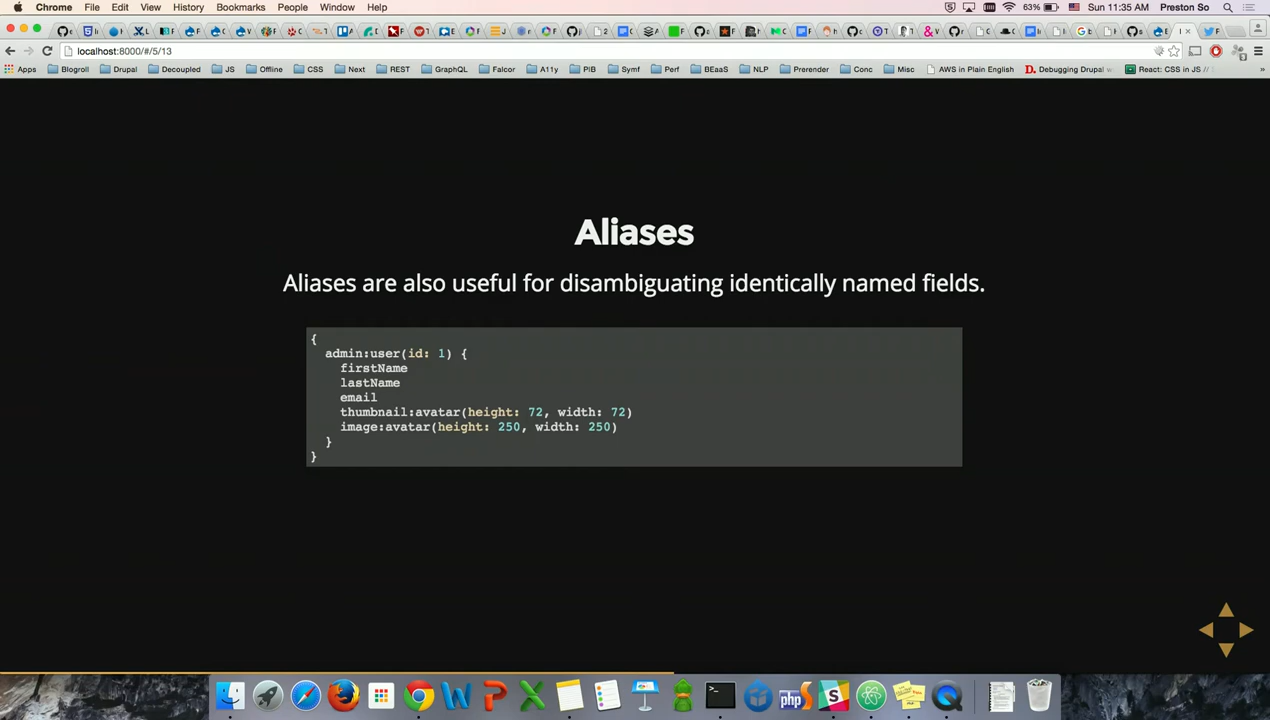 Chrome File Edit View History Bookmarks People Window Help 63% Sun 11:35 AM Preston So
localhost:8000/#/5/13
Apps Blogroll Drupal Decoupled JS Offline CSS Next REST GraphQL Falcor A11y PIB Symf Perf BEaaS NLP Prerender Conc Misc AWS in Plain English Debugging Drupal React: CSS in JS //
Aliases
Aliases are also useful for disambiguating identically named fields.
{
admin:user(id: 1) {
firstName
lastName
email
thumbnail:avatar(height: 72, width: 72)
image:avatar(height: 250, width: 250)
}
}